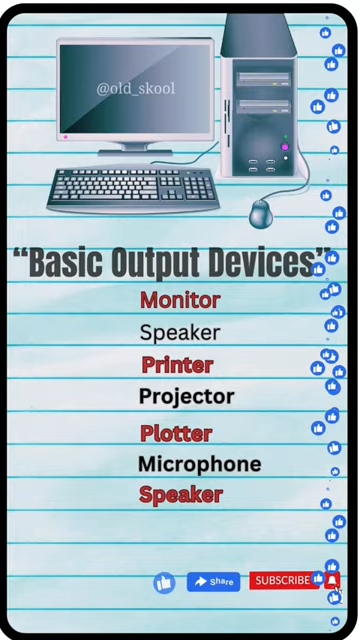 @old_skool
“Basic Output Devices”
Monitor
Speaker
Printer
Projector
Plotter
Microphone
Speaker
Share
SUBSCRIBE